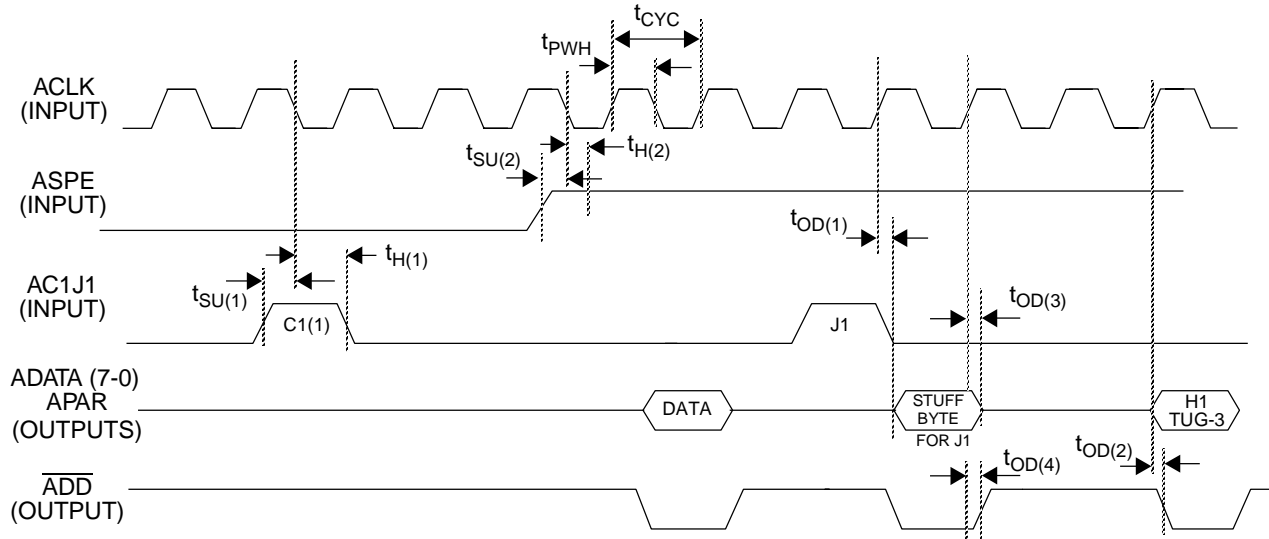 tCYC
tPWH
ACLK
(INPUT)
tSU(2)
tH(2)
ASPE
(INPUT)
tOD(1)
tH(1)
AC1J1
(INPUT)
tSU(1)
C1(1)
J1
tOD(3)
ADATA (7-0)
APAR
(OUTPUTS)
DATA
STUFF
BYTE
FOR J1
H1
TUG-3
tOD(4)
tOD(2)
ADD
(OUTPUT)